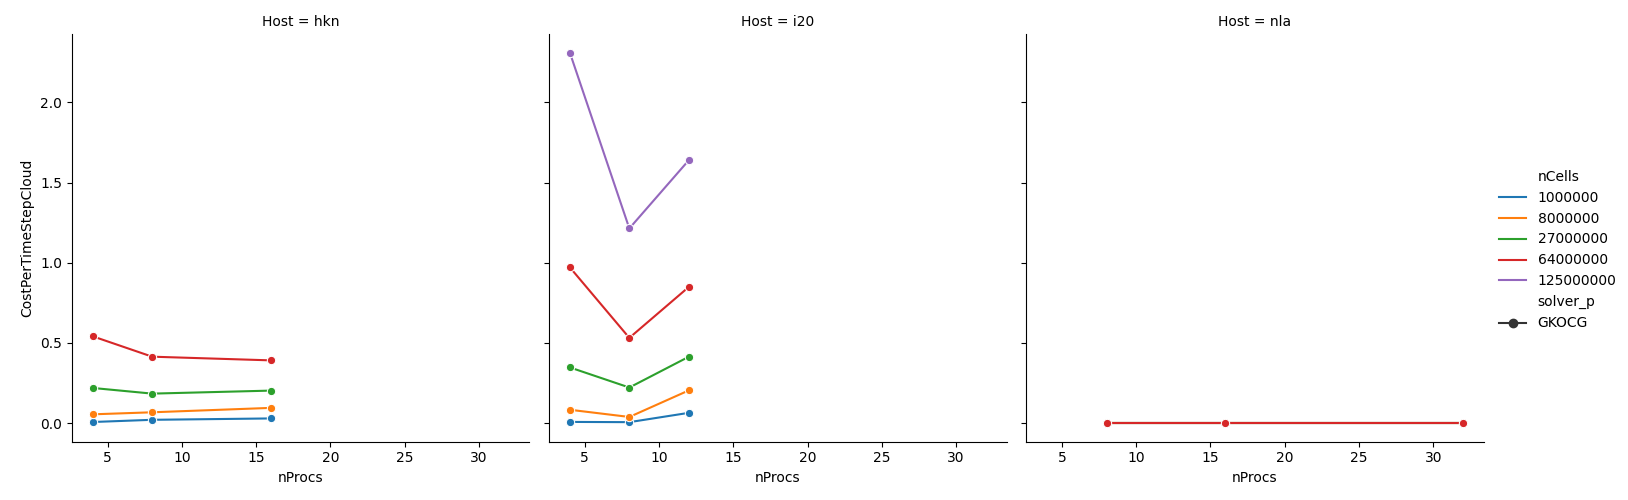 Host = hkn
Host = i20
Host = nla
CostPerTimeStepCloud
2.0
1.5
1.0
0.5
0.0
5 10 15 20 25 30
5 10 15 20 25 30
5 10 15 20 25 30
nProcs
nProcs
nProcs
nCells
1000000
8000000
27000000
64000000
125000000
solver_p
GKOCG